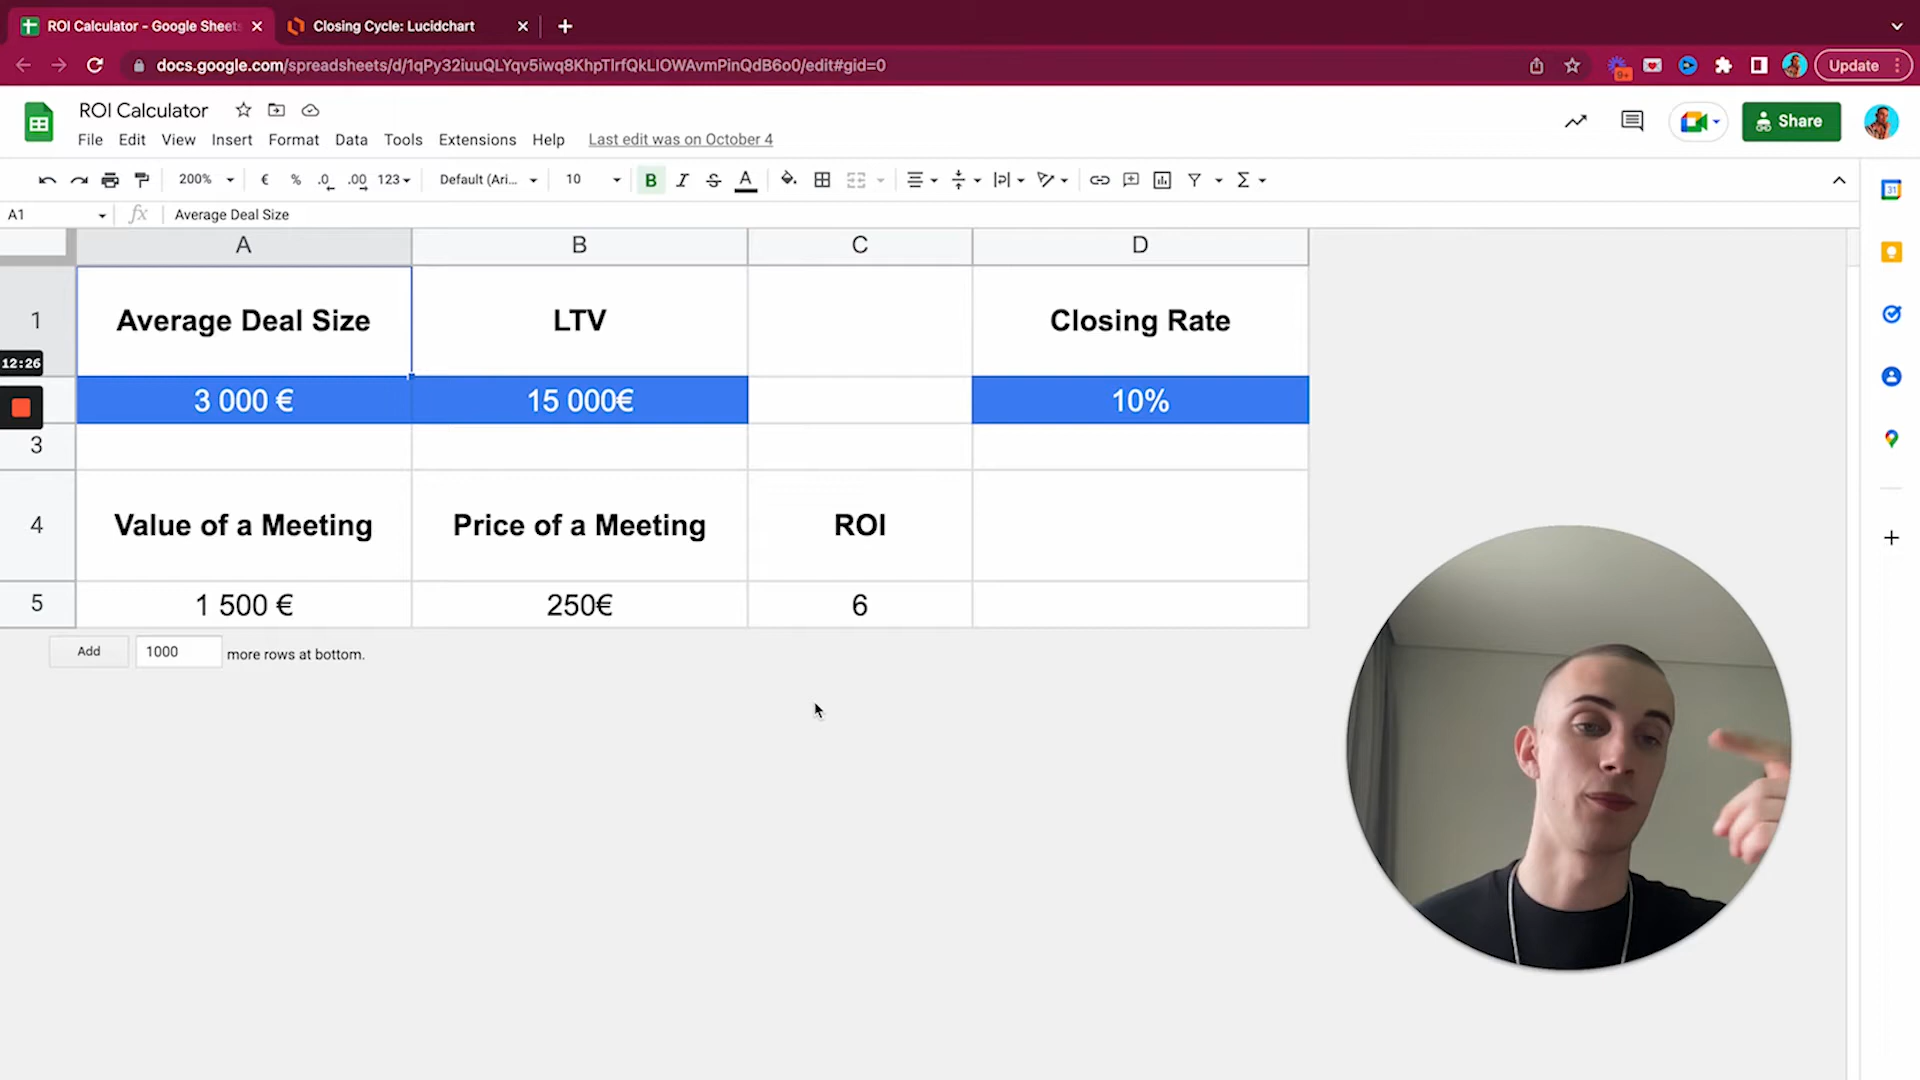 ROI Calculator - Google Sheets
Closing Cycle: Lucidchart
docs.google.com/spreadsheets/d/1qPy32iuuQLYqv5iwq8KhpTlrfQkLlOWAvmPinQdB6o0/edit#gid=0
9+
Update
ROI Calculator
File Edit View Insert Format Data Tools Extensions Help Last edit was on October 4
Share
200% € % .0 .00 123 Default (Ari... 10 B I S A Σ
31
A1 fx Average Deal Size
A B C D
1 Average Deal Size LTV Closing Rate
12:26
3 000 € 15 000€ 10%
3
4 Value of a Meeting Price of a Meeting ROI
5 1 500 € 250€ 6
Add 1000 more rows at bottom.